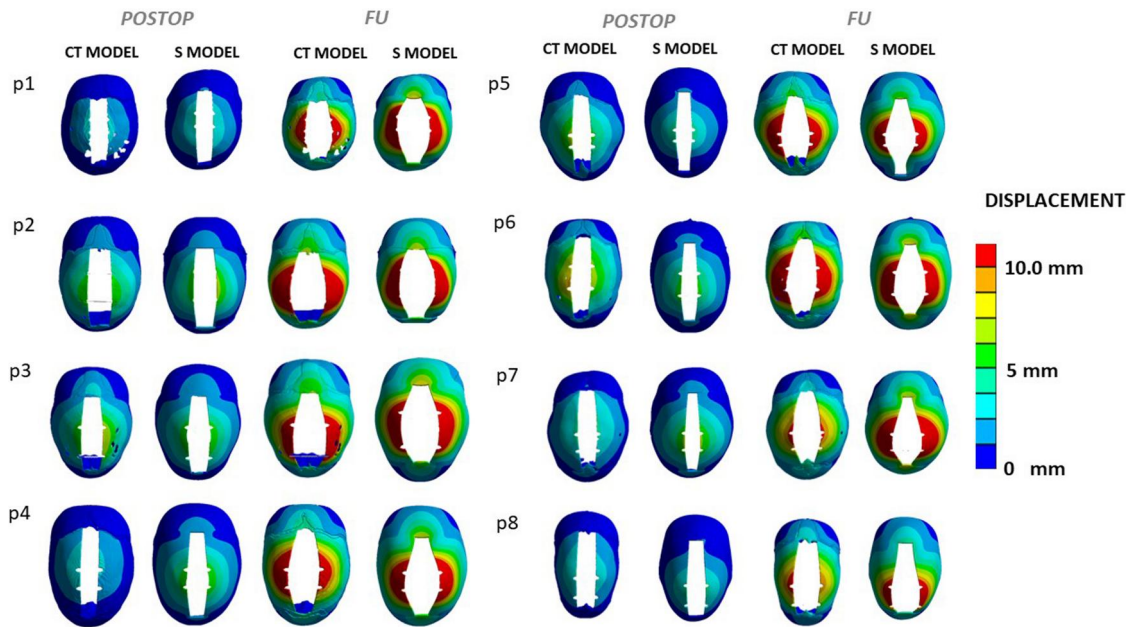 POSTOP FU
CT MODEL S MODEL CT MODEL S MODEL
p1
p2
p3
p4
POSTOP FU
CT MODEL S MODEL CT MODEL S MODEL
p5
p6
p7
p8
DISPLACEMENT
10.0 mm
5 mm
0 mm